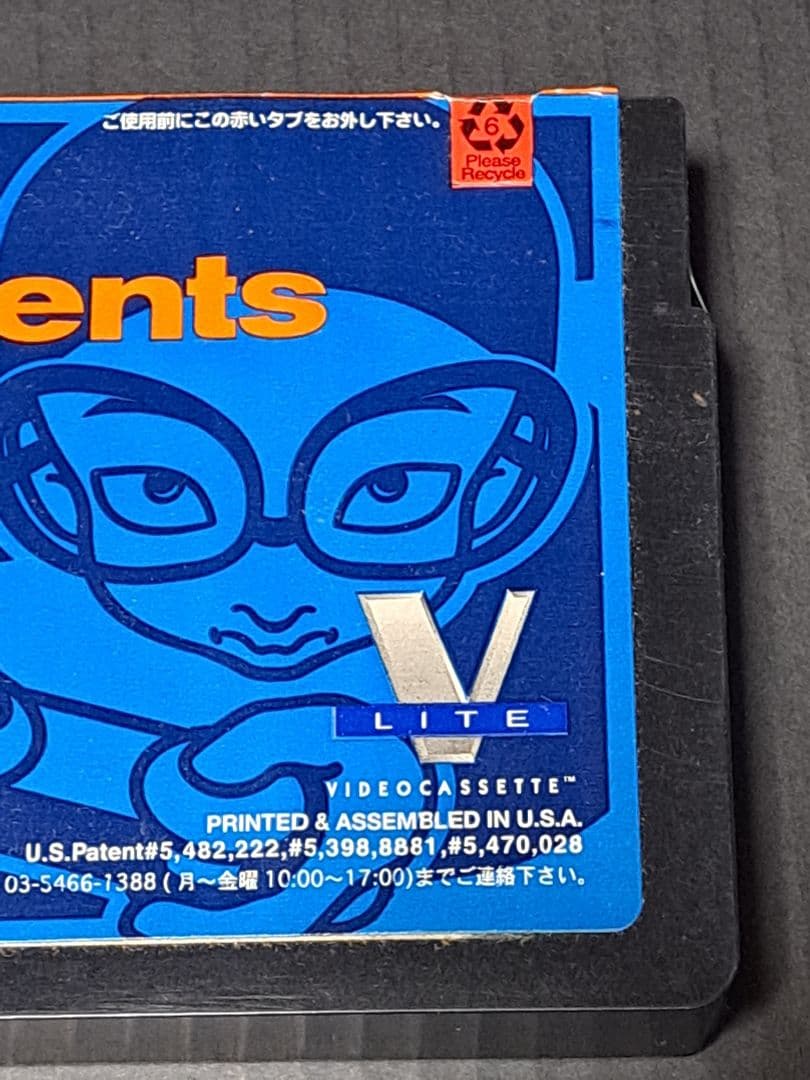 ご使用前にこの赤いタブをお外し下さい。
6
Please
Recycle
ents
V
LITE
VIDEOCASSETTE™
PRINTED & ASSEMBLED IN U.S.A.
U.S.Patent#5,482,222,#5,398,8881,#5,470,028
03-5466-1388 ( 月〜金曜 10:00〜17:00)までご連絡下さい。